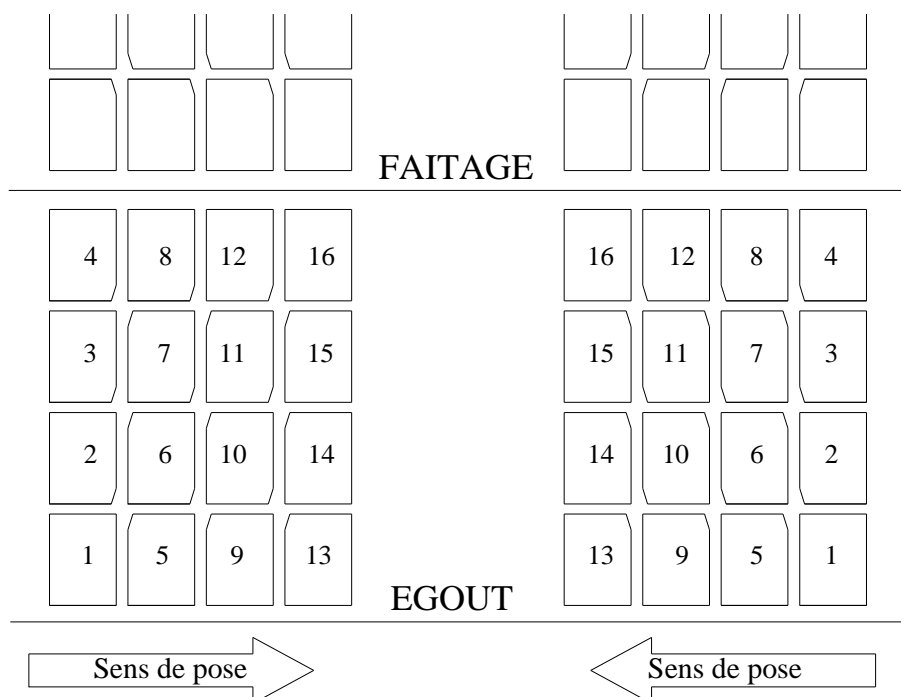 FAITAGE
4 8 12 16 16 12 8 4
3 7 11 15 15 11 7 3
2 6 10 14 14 10 6 2
1 5 9 13 13 9 5 1
EGOUT
Sens de pose Sens de pose